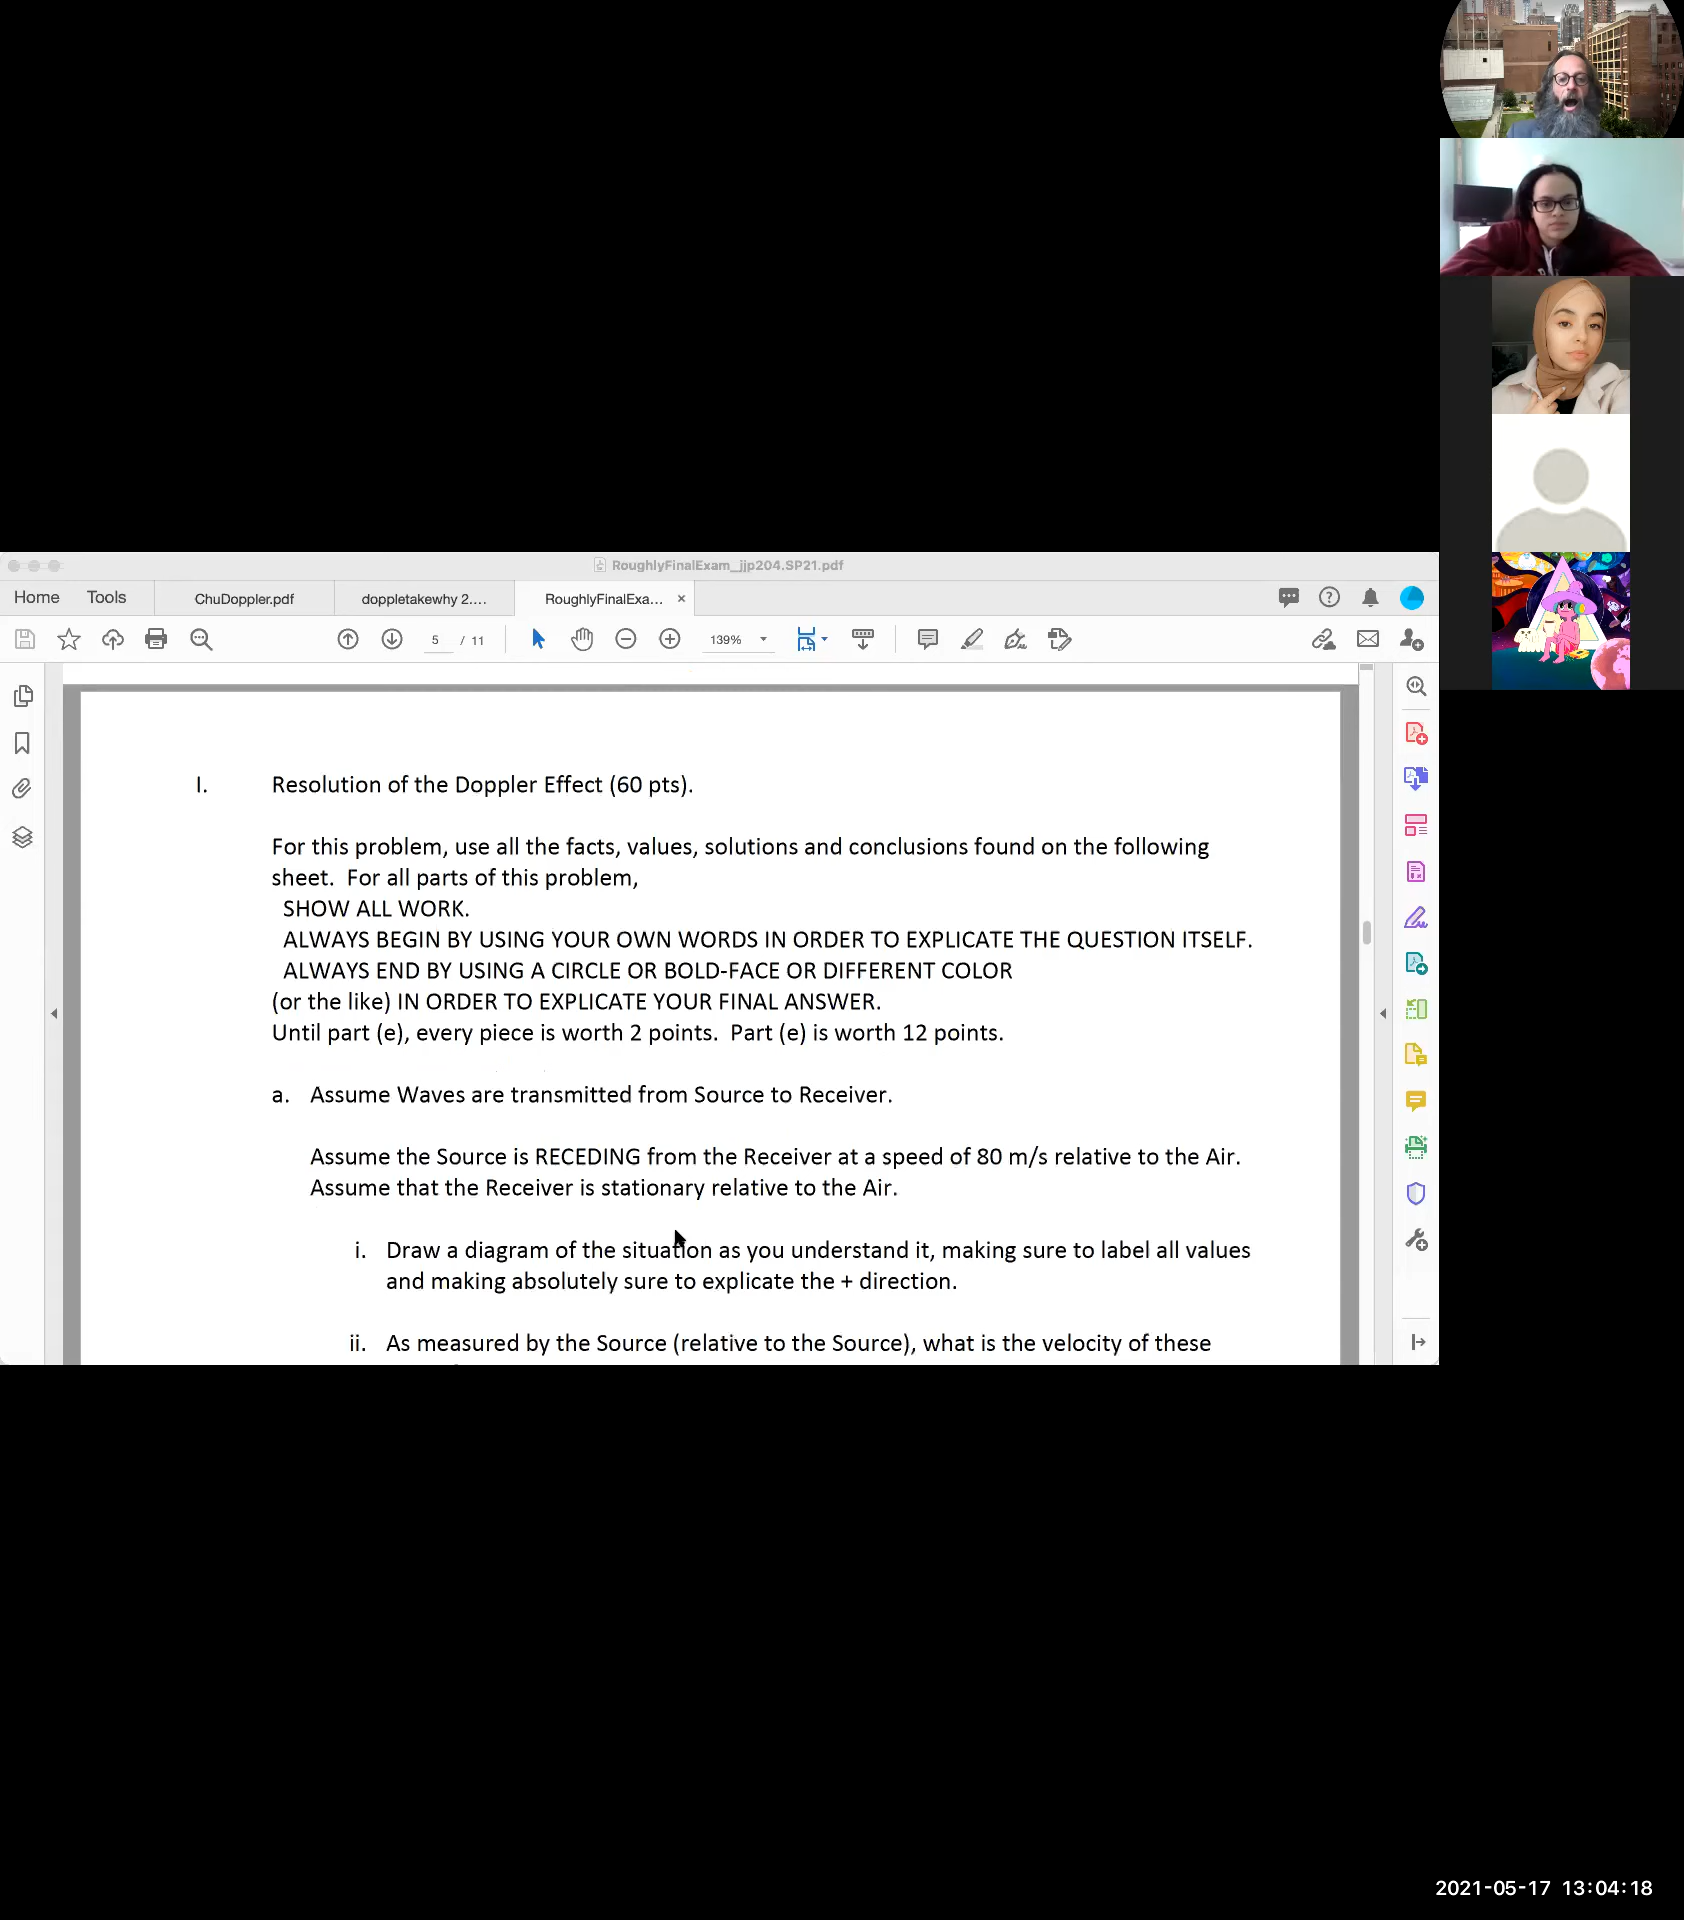 RoughlyFinalExam_jjp204.SP21.pdf
Home Tools ChuDoppler.pdf doppletakewhy 2.... RoughlyFinalExa... ×
5 / 11 139%
I. Resolution of the Doppler Effect (60 pts).
For this problem, use all the facts, values, solutions and conclusions found on the following
sheet. For all parts of this problem,
SHOW ALL WORK.
ALWAYS BEGIN BY USING YOUR OWN WORDS IN ORDER TO EXPLICATE THE QUESTION ITSELF.
ALWAYS END BY USING A CIRCLE OR BOLD-FACE OR DIFFERENT COLOR
(or the like) IN ORDER TO EXPLICATE YOUR FINAL ANSWER.
Until part (e), every piece is worth 2 points. Part (e) is worth 12 points.
a. Assume Waves are transmitted from Source to Receiver.
Assume the Source is RECEDING from the Receiver at a speed of 80 m/s relative to the Air.
Assume that the Receiver is stationary relative to the Air.
i. Draw a diagram of the situation as you understand it, making sure to label all values
and making absolutely sure to explicate the + direction.
ii. As measured by the Source (relative to the Source), what is the velocity of these
2021-05-17 13:04:18